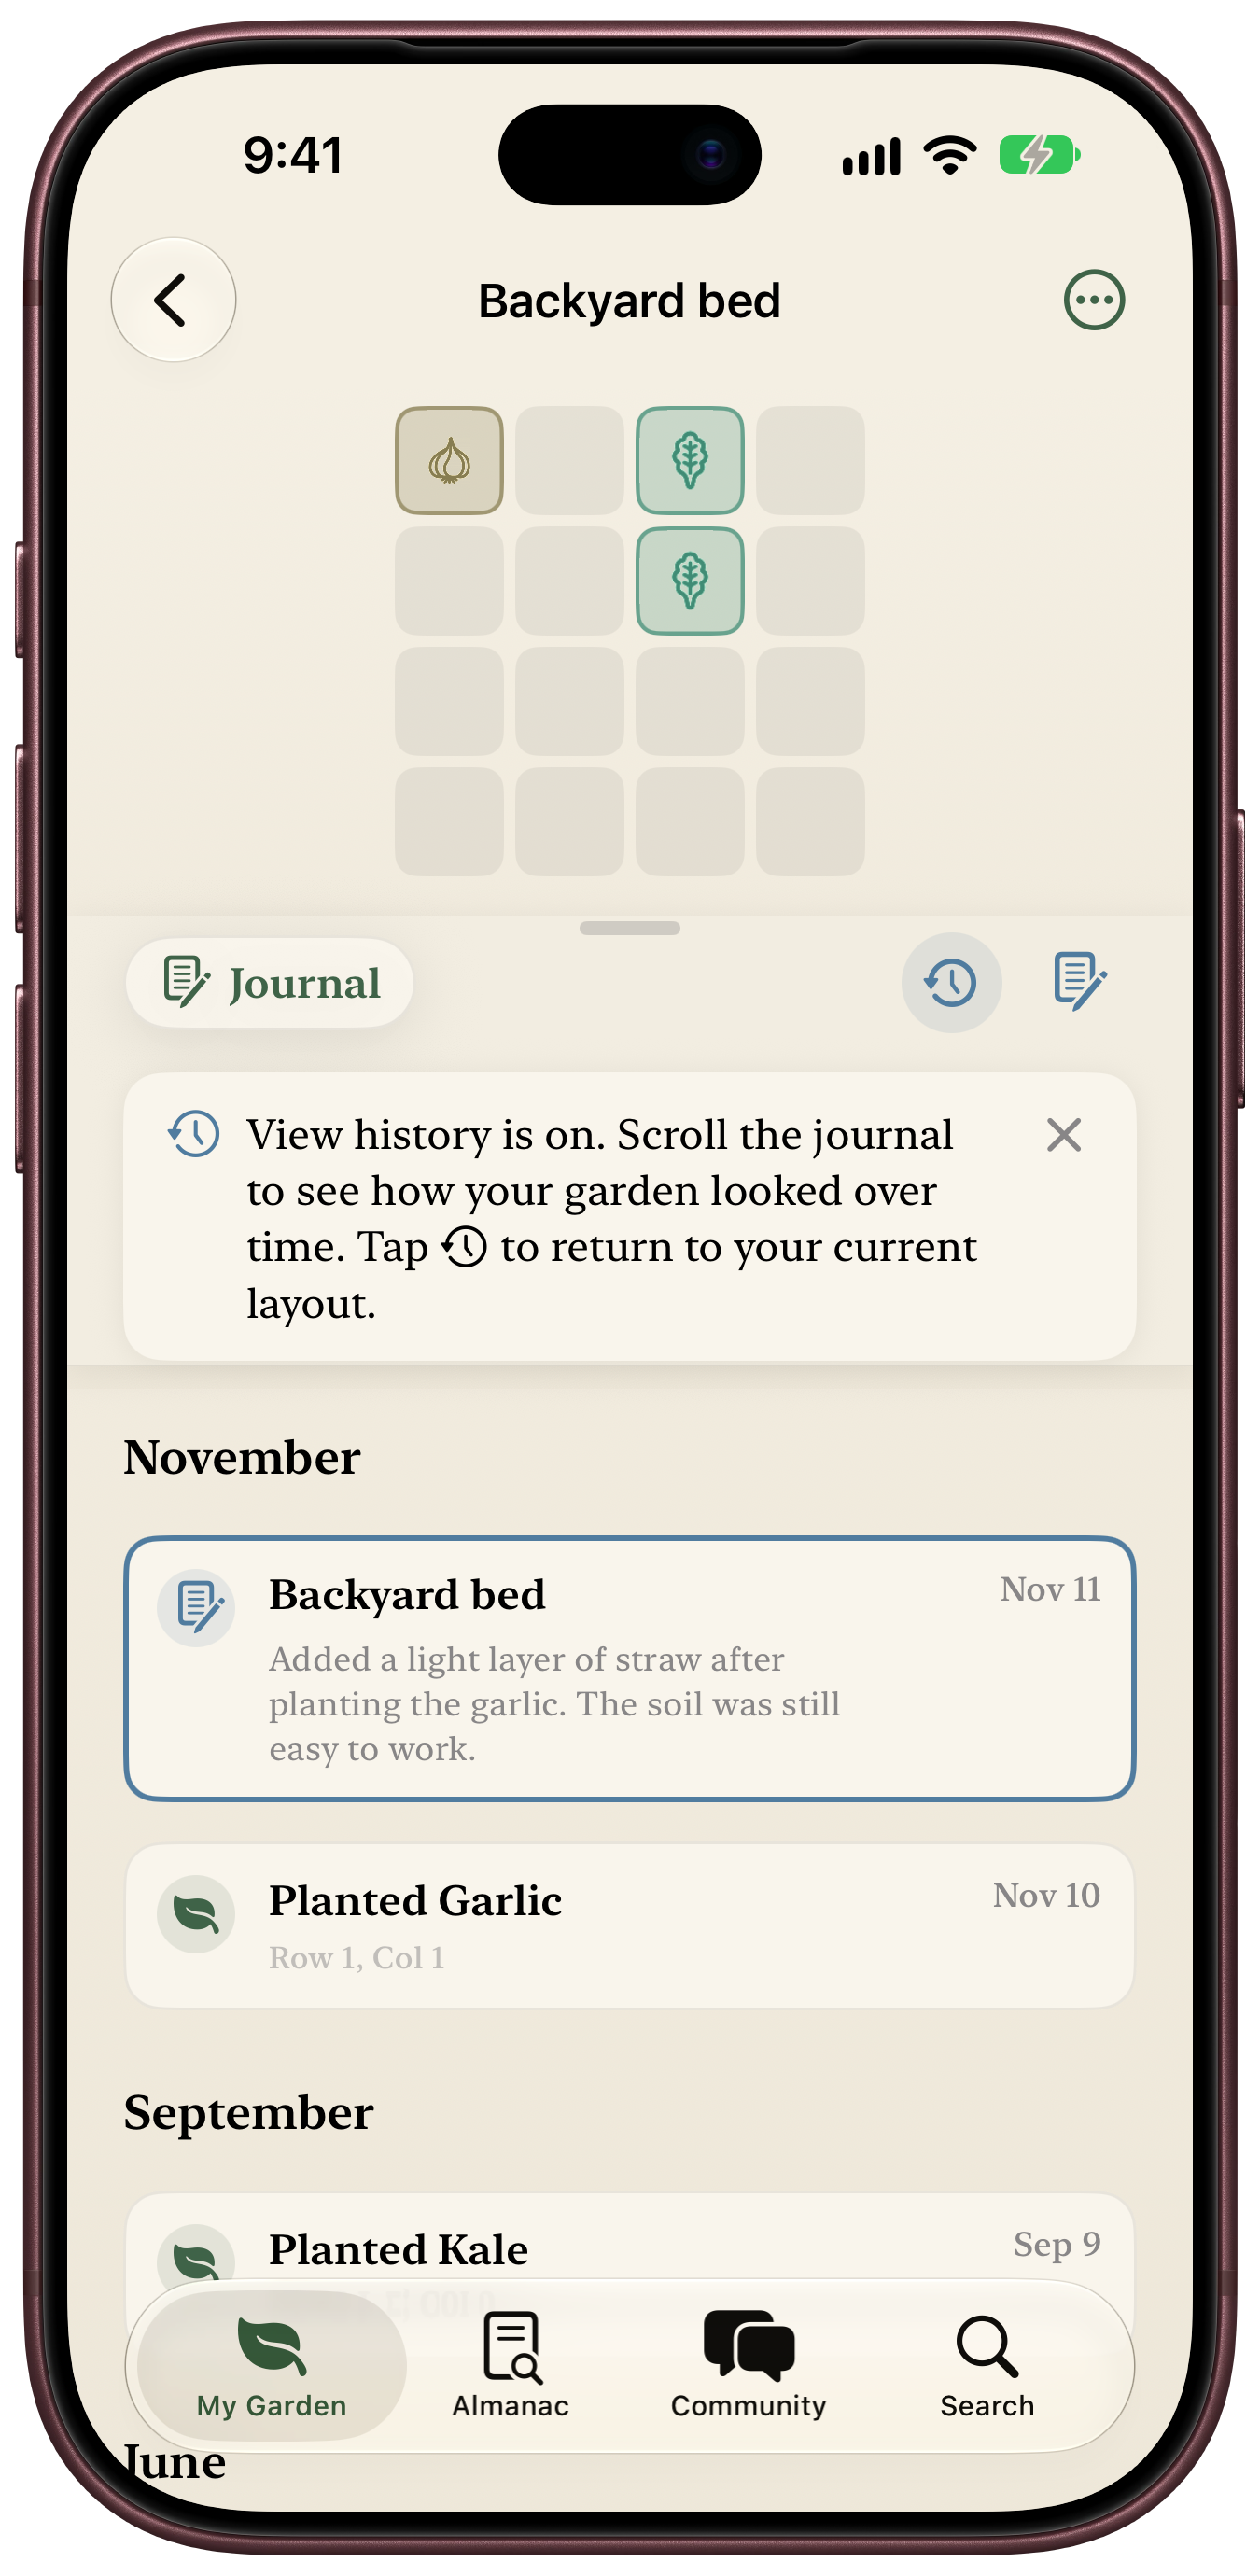 9:41
Backyard bed
Journal
View history is on. Scroll the journal
to see how your garden looked over
time. Tap to return to your current
layout.
November
Backyard bed
Nov 11
Added a light layer of straw after
planting the garlic. The soil was still
easy to work.
Planted Garlic
Nov 10
Row 1, Col 1
September
Planted Kale
Sep 9
My Garden
Almanac
Community
Search
June